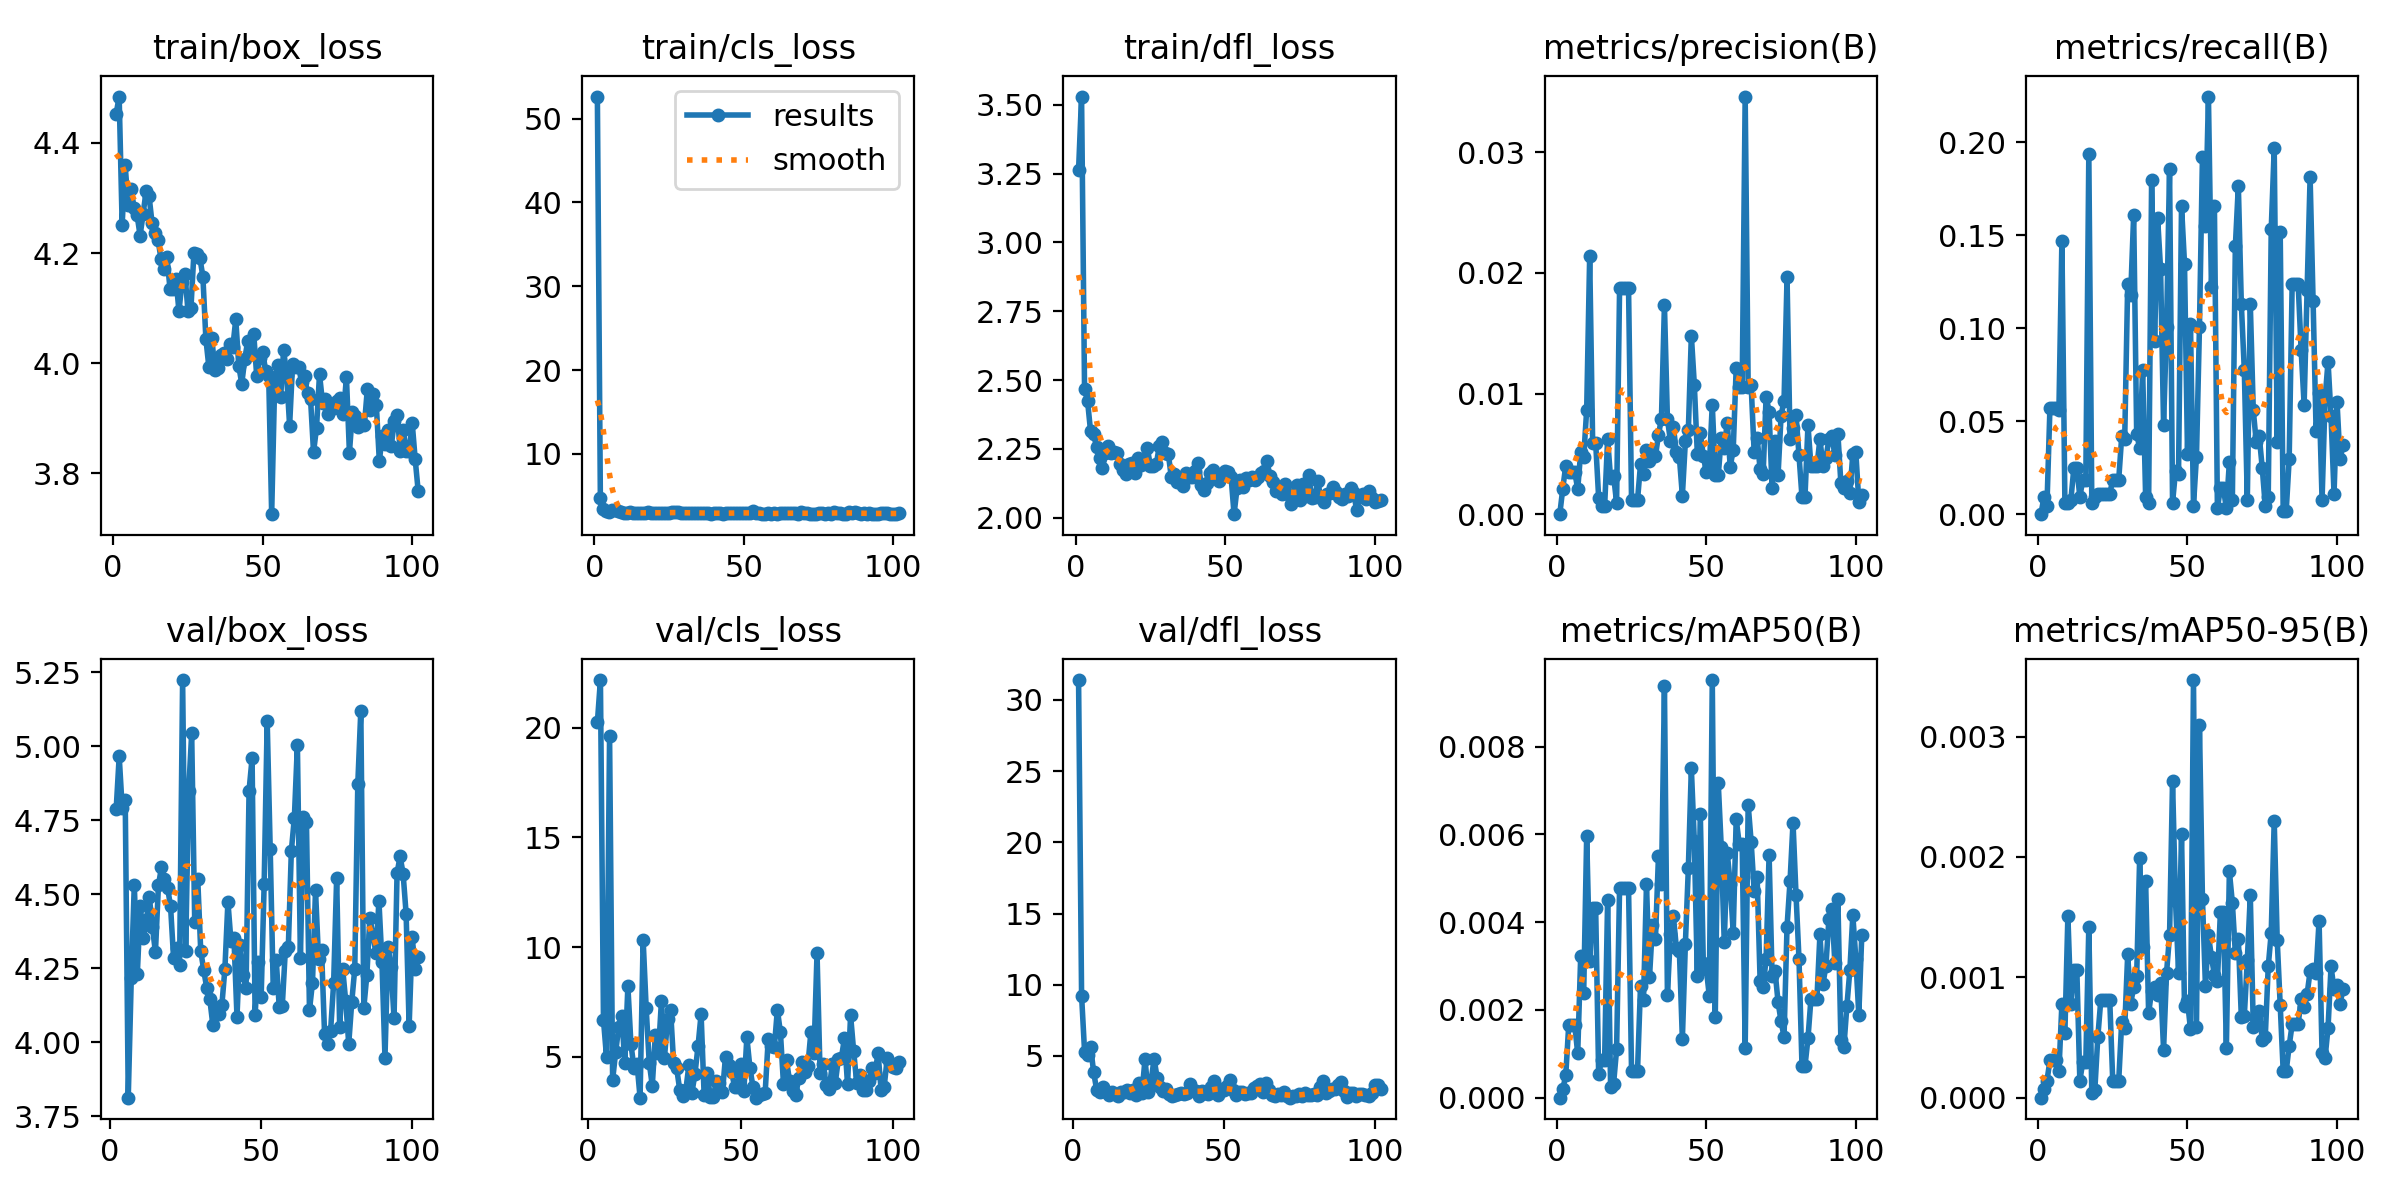 train/box_loss
4.4
4.2
4.0
3.8
0 50 100
train/cls_loss
results
smooth
50
40
30
20
10
0 50 100
train/dfl_loss
3.50
3.25
3.00
2.75
2.50
2.25
2.00
0 50 100
metrics/precision(B)
0.03
0.02
0.01
0.00
0 50 100
metrics/recall(B)
0.20
0.15
0.10
0.05
0.00
0 50 100
val/box_loss
5.25
5.00
4.75
4.50
4.25
4.00
3.75
0 50 100
val/cls_loss
20
15
10
5
0 50 100
val/dfl_loss
30
25
20
15
10
5
0 50 100
metrics/mAP50(B)
0.008
0.006
0.004
0.002
0.000
0 50 100
metrics/mAP50-95(B)
0.003
0.002
0.001
0.000
0 50 100